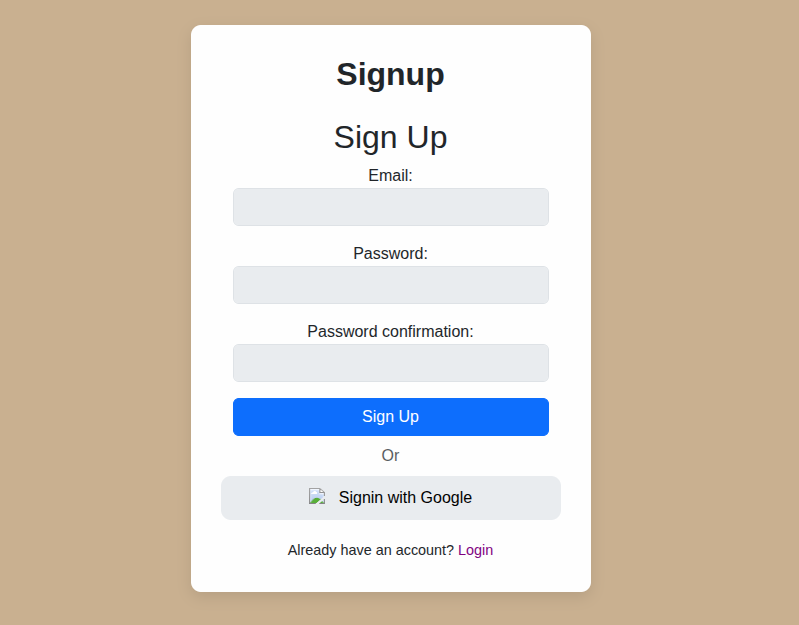 Signup
Sign Up
Email:
Password:
Password confirmation:
Sign Up
Or
Signin with Google
Already have an account? Login